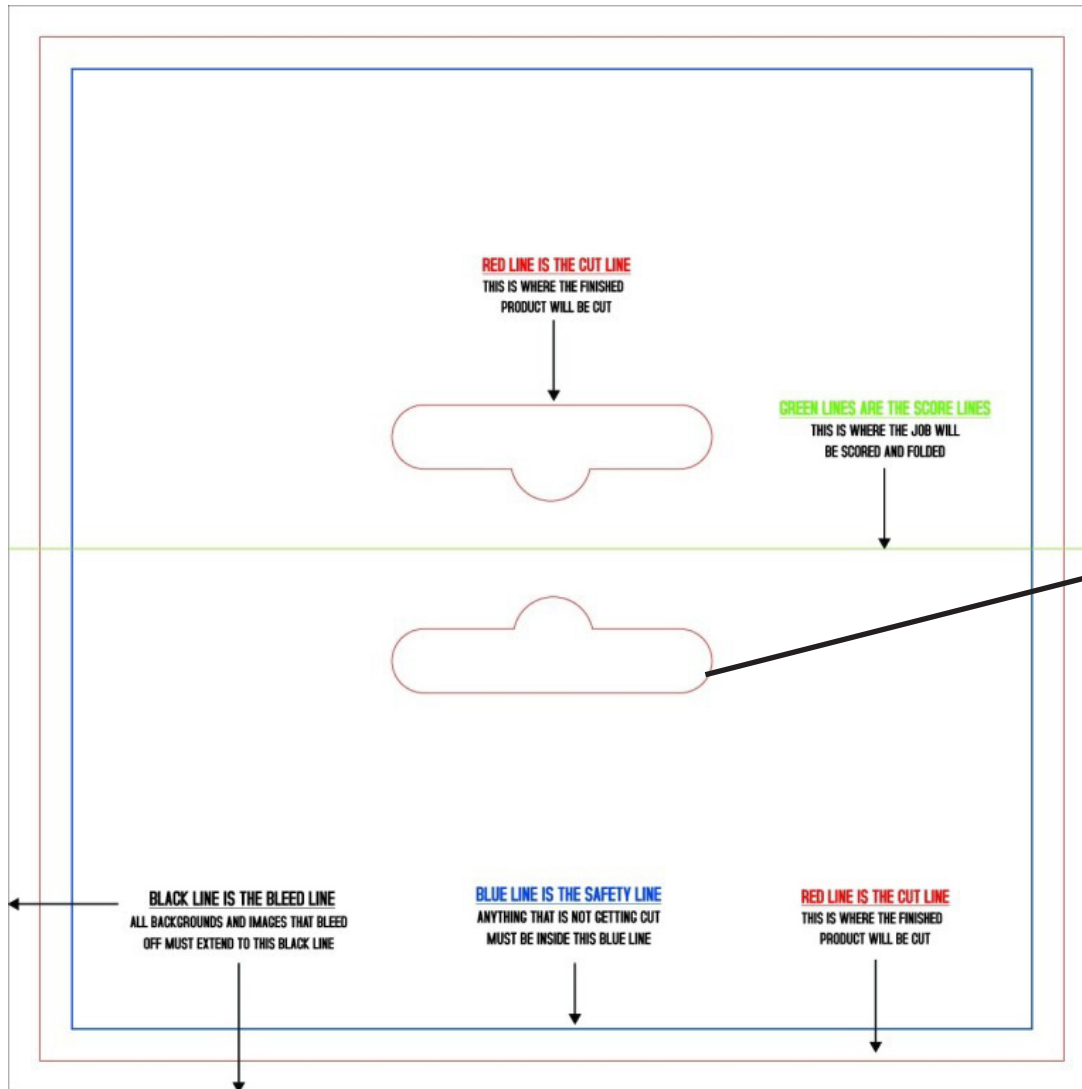 RED LINE IS THE CUT LINE
THIS IS WHERE THE FINISHED
PRODUCT WILL BE CUT
GREEN LINES ARE THE SCORE LINES
THIS IS WHERE THE JOB WILL
BE SCORED AND FOLDED
BLACK LINE IS THE BLEED LINE
ALL BACKGROUNDS AND IMAGES THAT BLEED
OFF MUST EXTEND TO THIS BLACK LINE
BLUE LINE IS THE SAFETY LINE
ANYTHING THAT IS NOT GETTING CUT
MUST BE INSIDE THIS BLUE LINE
RED LINE IS THE CUT LINE
THIS IS WHERE THE FINISHED
PRODUCT WILL BE CUT